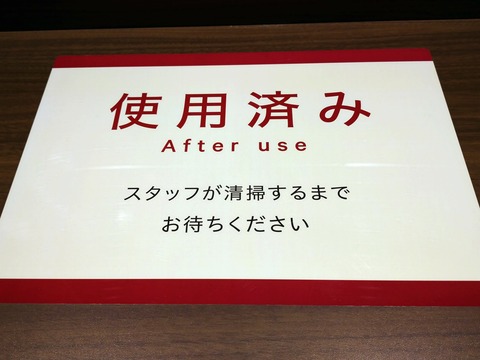 使用済み
After use
スタッフが清掃するまで
お待ちください